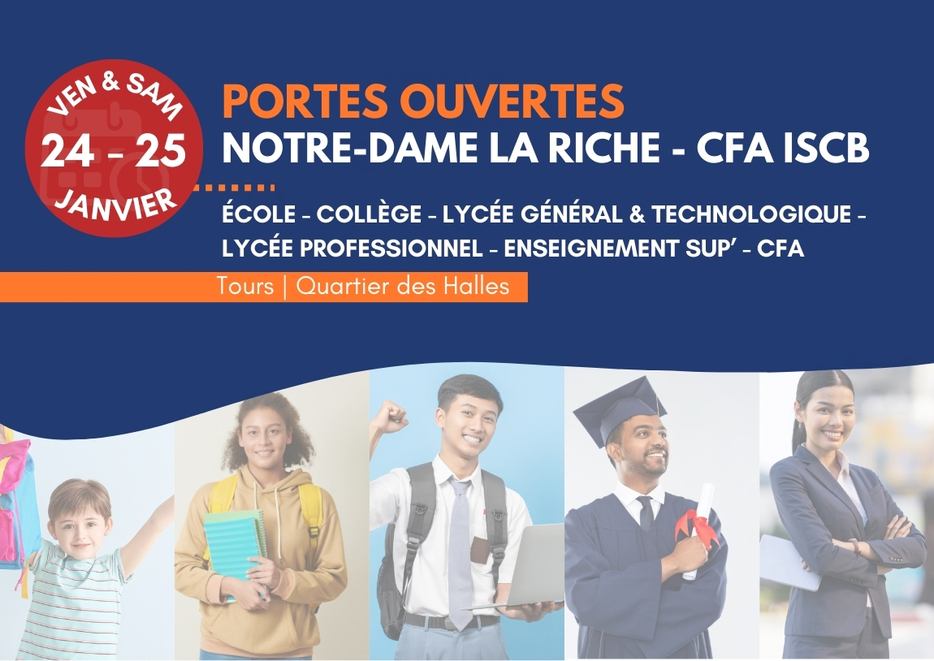 VEN & SAM
24 - 25
JANVIER
PORTES OUVERTES
NOTRE-DAME LA RICHE - CFA ISCB
ÉCOLE - COLLÈGE - LYCÉE GÉNÉRAL & TECHNOLOGIQUE -
LYCÉE PROFESSIONNEL - ENSEIGNEMENT SUP’ - CFA
Tours | Quartier des Halles